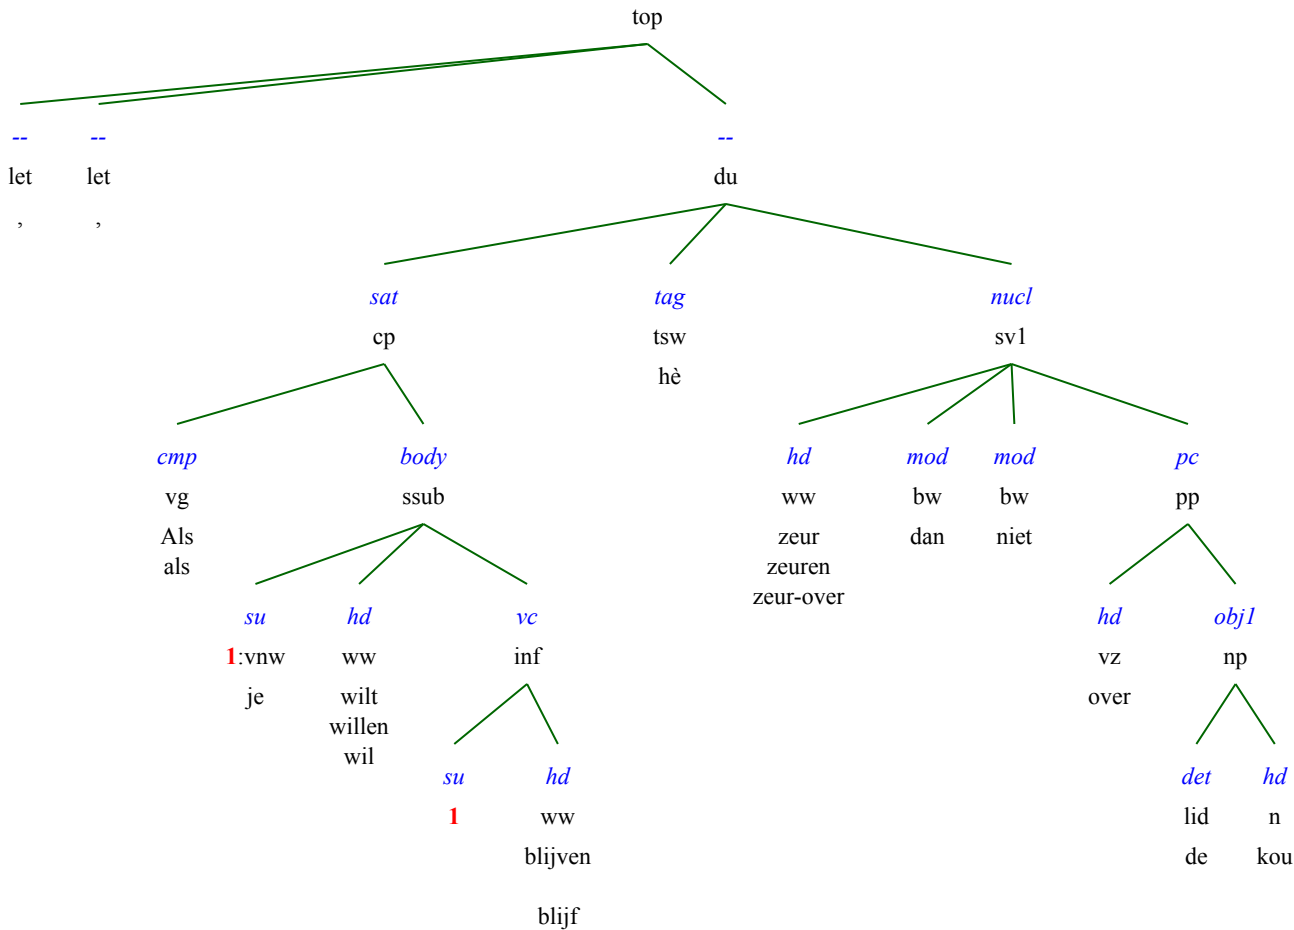 top
-- -- --
let let du
, ,
sat tag nucl
cp tsw sv1
hè
cmp body hd mod mod pc
vg ssub ww bw bw pp
Als zeur dan niet
als zeuren
zeur-over
su hd vc hd obj1
1:vnw ww inf vz np
je wilt over
willen
wil
su hd det hd
1 ww lid n
blijven de kou
blijf